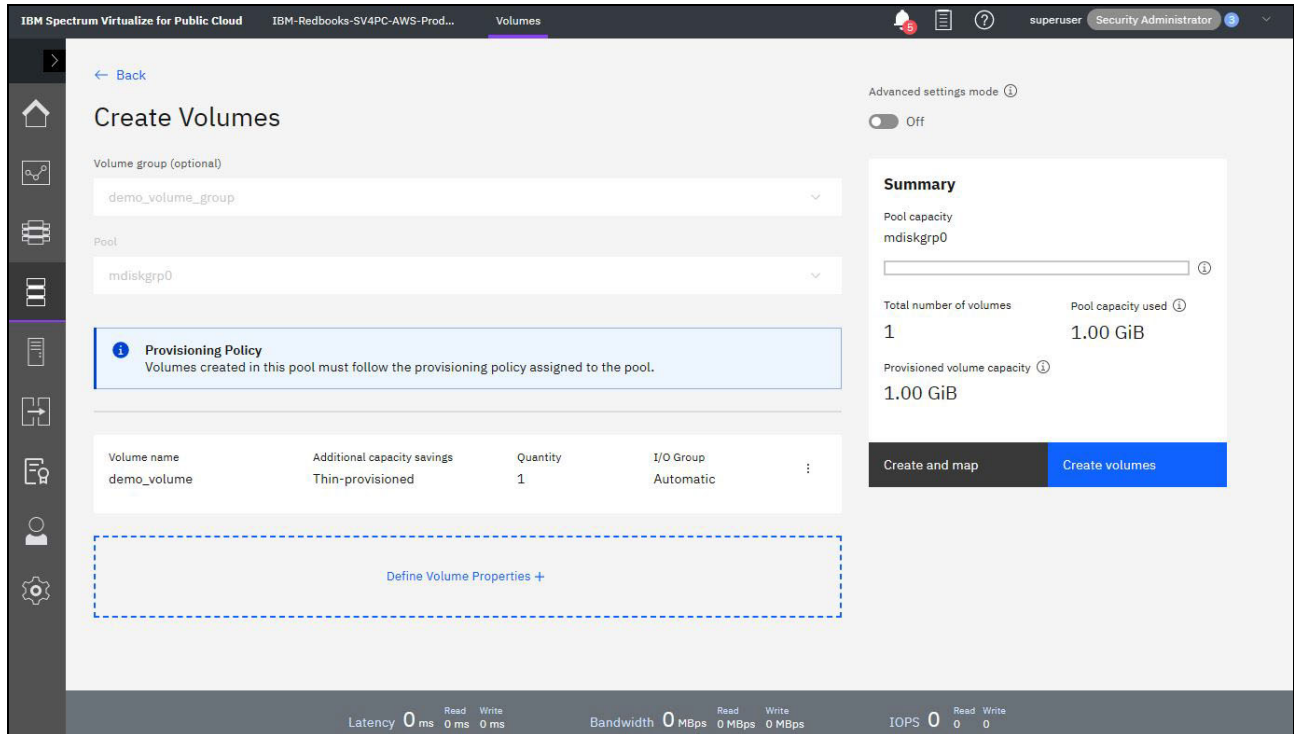 IBM Spectrum Virtualize for Public Cloud IBM-Redbooks-SV4PC-AWS-Prod... Volumes 5 superuser Security Administrator 3
← Back
Create Volumes
Volume group (optional)
demo_volume_group
Pool
mdiskgrp0
Provisioning Policy
Volumes created in this pool must follow the provisioning policy assigned to the pool.
Volume name Additional capacity savings Quantity I/O Group
demo_volume Thin-provisioned 1 Automatic
Define Volume Properties +
Advanced settings mode
Off
Summary
Pool capacity
mdiskgrp0
Total number of volumes Pool capacity used
1 1.00 GiB
Provisioned volume capacity
1.00 GiB
Create and map Create volumes
Read Write Read Write Read Write
Latency 0 ms 0 ms 0 ms Bandwidth 0 MBps 0 MBps 0 MBps IOPS 0 0 0